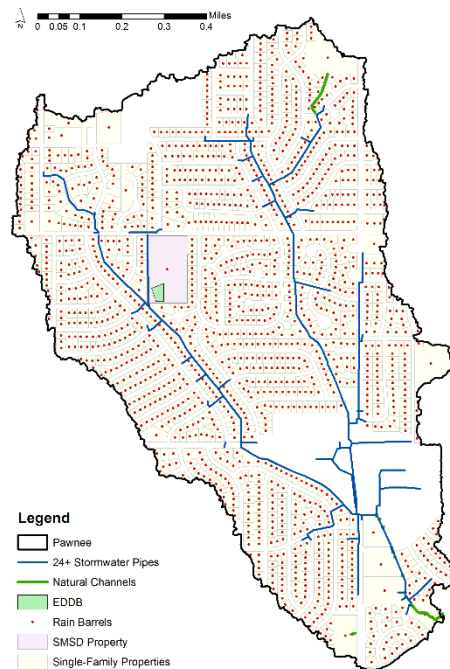 Miles
N
0 0.05 0.1 0.2 0.3 0.4
Legend
Pawnee
24+ Stormwater Pipes
Natural Channels
EDDB
Rain Barrels
SMSD Property
Single-Family Properties